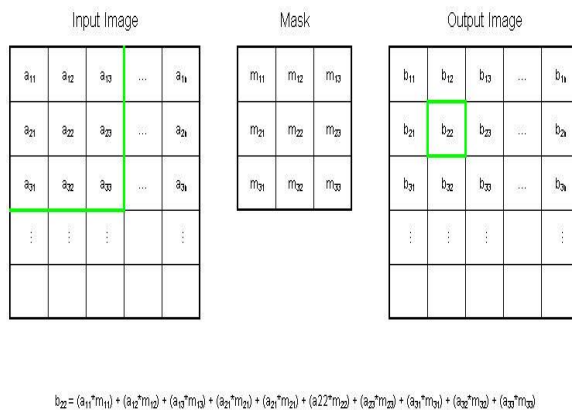 Input Image Mask Output Image
a₁₁ a₁₂ a₁₃ ... a₁ₙ m₁₁ m₁₂ m₁₃ b₁₁ b₁₂ b₁₃ ... b₁ₙ
a₂₁ a₂₂ a₂₃ ... a₂ₙ m₂₁ m₂₂ m₂₃ b₂₁ b₂₂ b₂₃ ... b₂ₙ
a₃₁ a₃₂ a₃₃ ... a₃ₙ m₃₁ m₃₂ m₃₃ b₃₁ b₃₂ b₃₃ ... b₃ₙ
⋮ ⋮ ⋮ ⋮ ⋮ ⋮ ⋮ ⋮
b₂₂ = (a₁₁*m₁₁) + (a₁₂*m₁₂) + (a₁₃*m₁₃) + (a₂₁*m₂₁) + (a₂₁*m₂₁) + (a22*m₂₂) + (a₂₃*m₂₃) + (a₃₁*m₃₁) + (a₃₂*m₃₂) + (a₃₃*m₃₃)